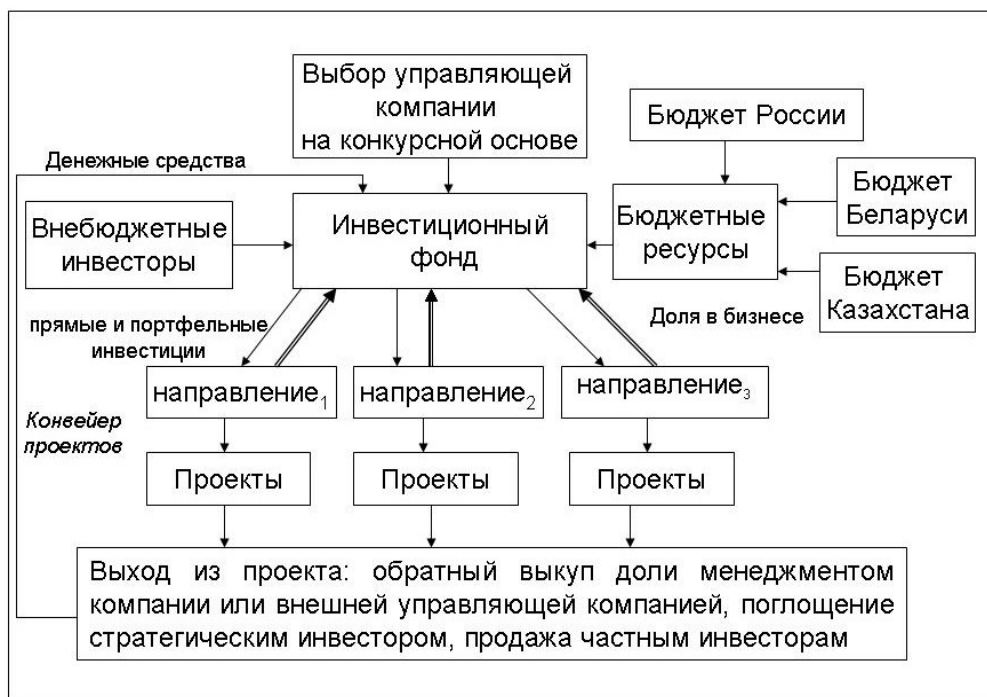 Выбор управляющей
компании
на конкурсной основе
Бюджет России
Денежные средства
Бюджет
Беларуси
Внебюджетные
инвесторы
Инвестиционный
фонд
Бюджетные
ресурсы
Бюджет
Казахстана
прямые и портфельные
инвестиции
Доля в бизнесе
направление1
направление2
направление3
Конвейер
проектов
Проекты
Проекты
Проекты
Выход из проекта: обратный выкуп доли менеджментом
компании или внешней управляющей компанией, поглощение
стратегическим инвестором, продажа частным инвесторам